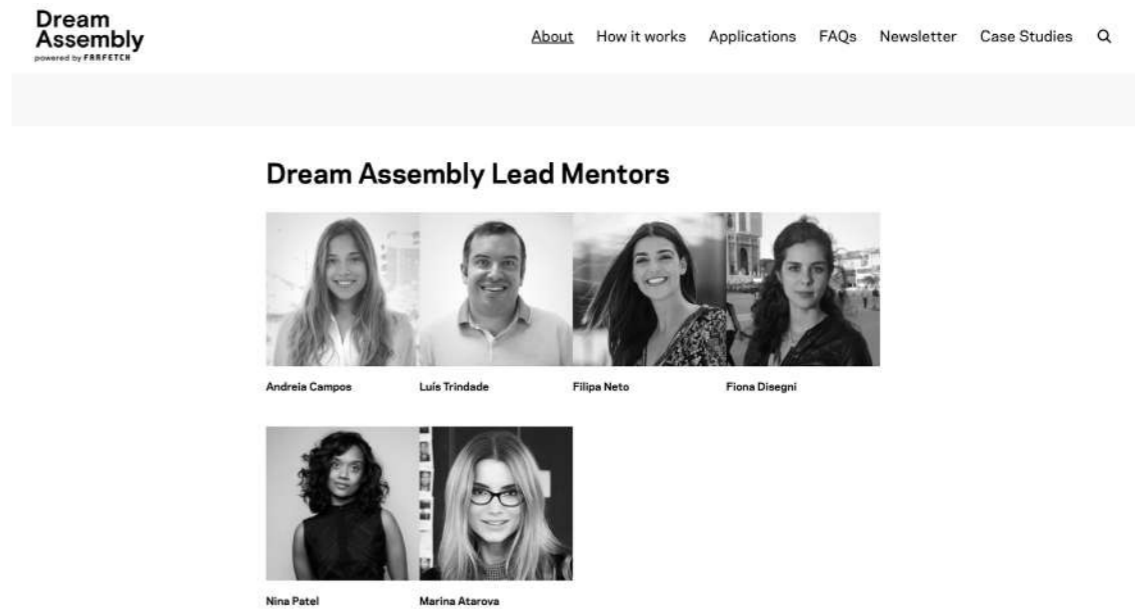 Dream
Assembly
powered by FARFETCH
About How it works Applications FAQs Newsletter Case Studies
Dream Assembly Lead Mentors
Andreia Campos Luís Trindade Filipa Neto Fiona Disegni
Nina Patel Marina Atarova